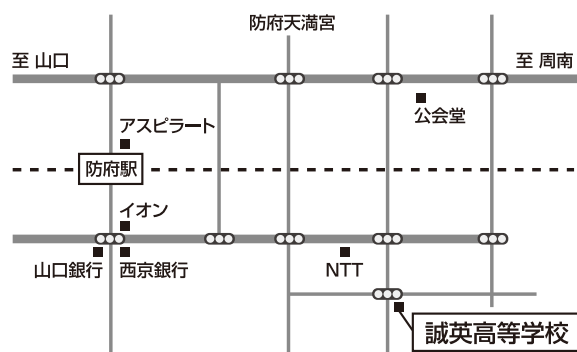 防府天満宮
至 山口
至 周南
公会堂
アスピラート
防府駅
イオン
山口銀行
西京銀行
NTT
誠英高等学校